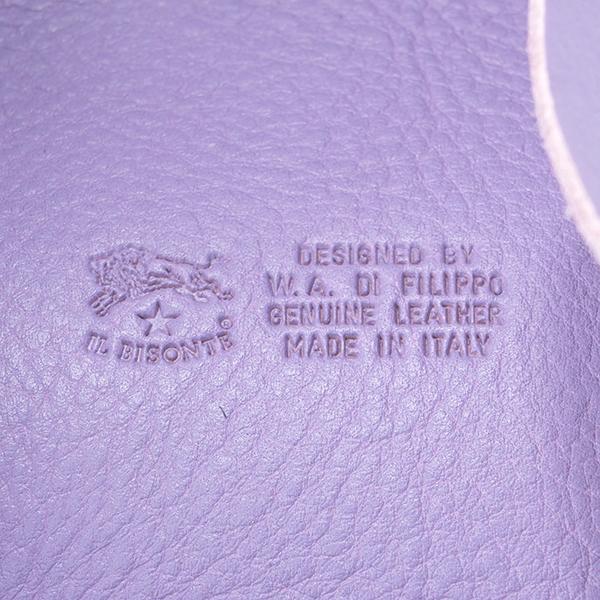 IL BISONTE®
DESIGNED BY
W. A. DI FILIPPO
GENUINE LEATHER
MADE IN ITALY